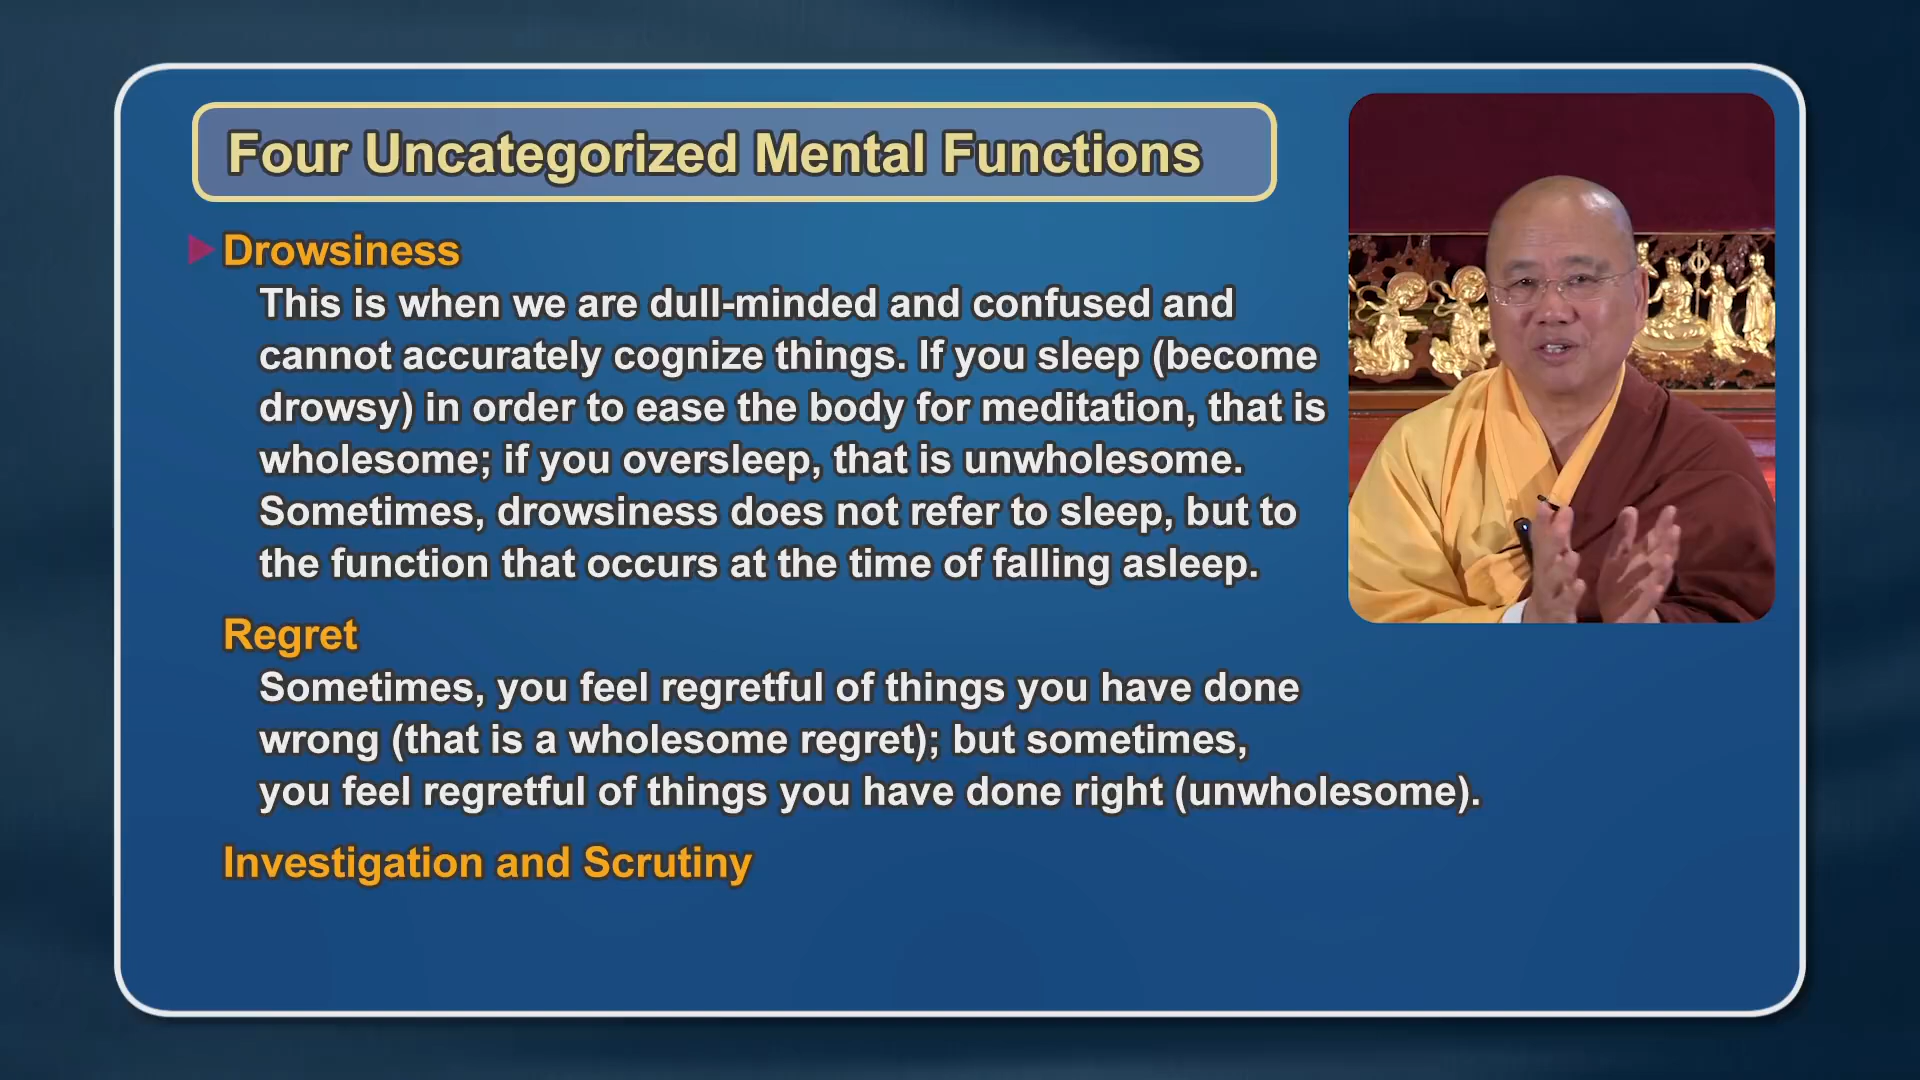 Four Uncategorized Mental Functions
Drowsiness
This is when we are dull-minded and confused and
cannot accurately cognize things. If you sleep (become
drowsy) in order to ease the body for meditation, that is
wholesome; if you oversleep, that is unwholesome.
Sometimes, drowsiness does not refer to sleep, but to
the function that occurs at the time of falling asleep.
Regret
Sometimes, you feel regretful of things you have done
wrong (that is a wholesome regret); but sometimes,
you feel regretful of things you have done right (unwholesome).
Investigation and Scrutiny